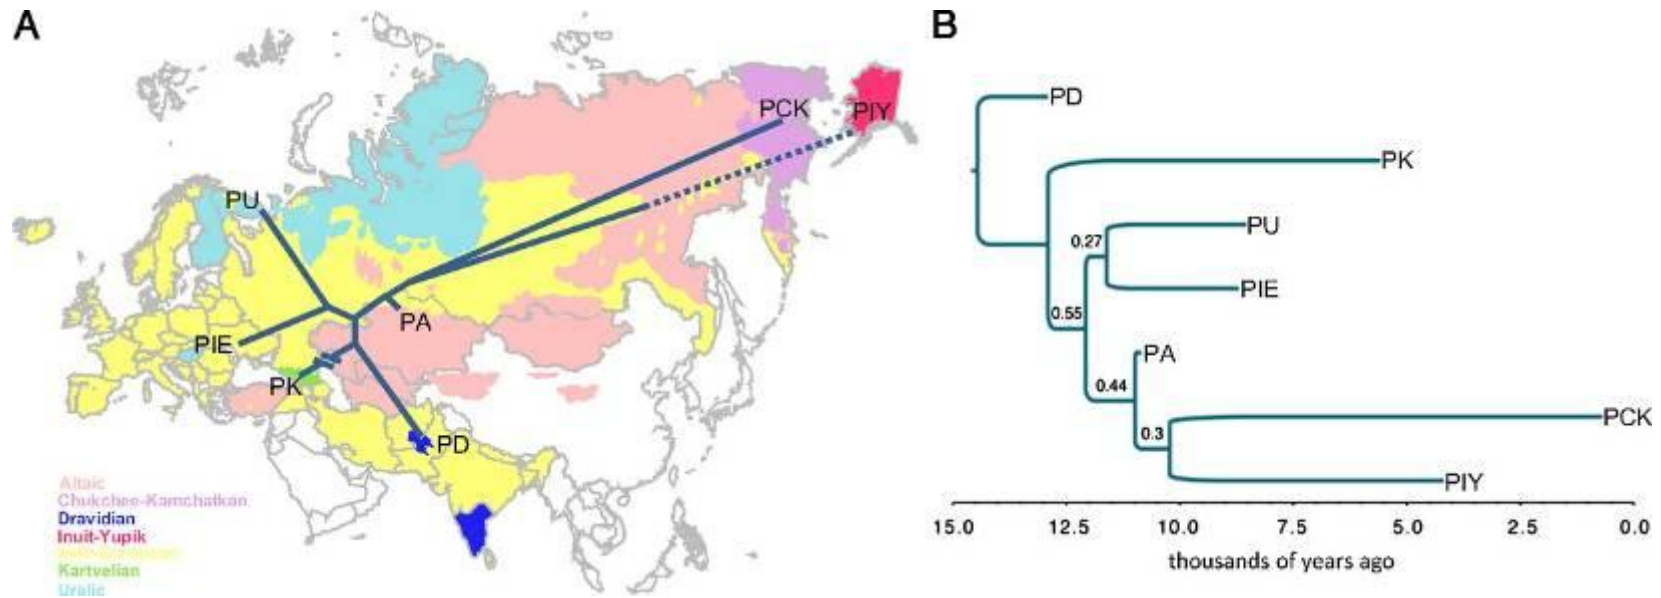 A
PCK
PIY
PU
PA
PIE
PK
PD
Altaic
Chukchee-Kamchatkan
Dravidian
Inuit-Yupik
Kartvelian
Uralic
B
PD
PK
PU
0.27
PIE
0.55
PA
0.44
PCK
0.3
PIY
15.0 12.5 10.0 7.5 5.0 2.5 0.0
thousands of years ago